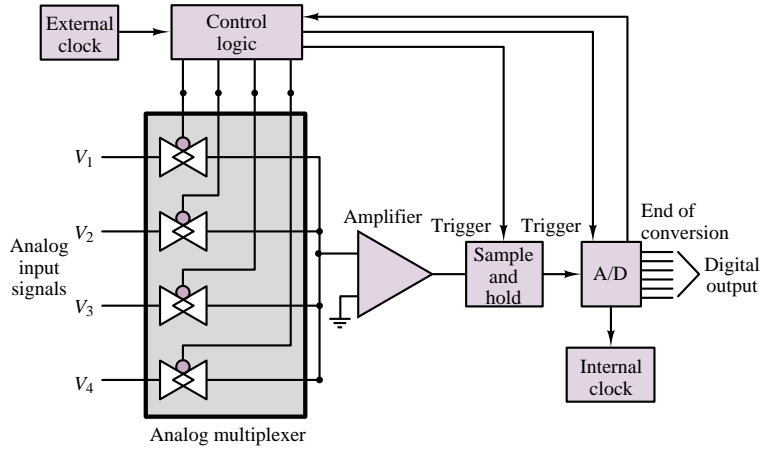 External
clock
Control
logic
V1
V2
V3
V4
Analog
input
signals
Analog multiplexer
Amplifier
Trigger
Sample
and
hold
Trigger
A/D
End of
conversion
Digital
output
Internal
clock